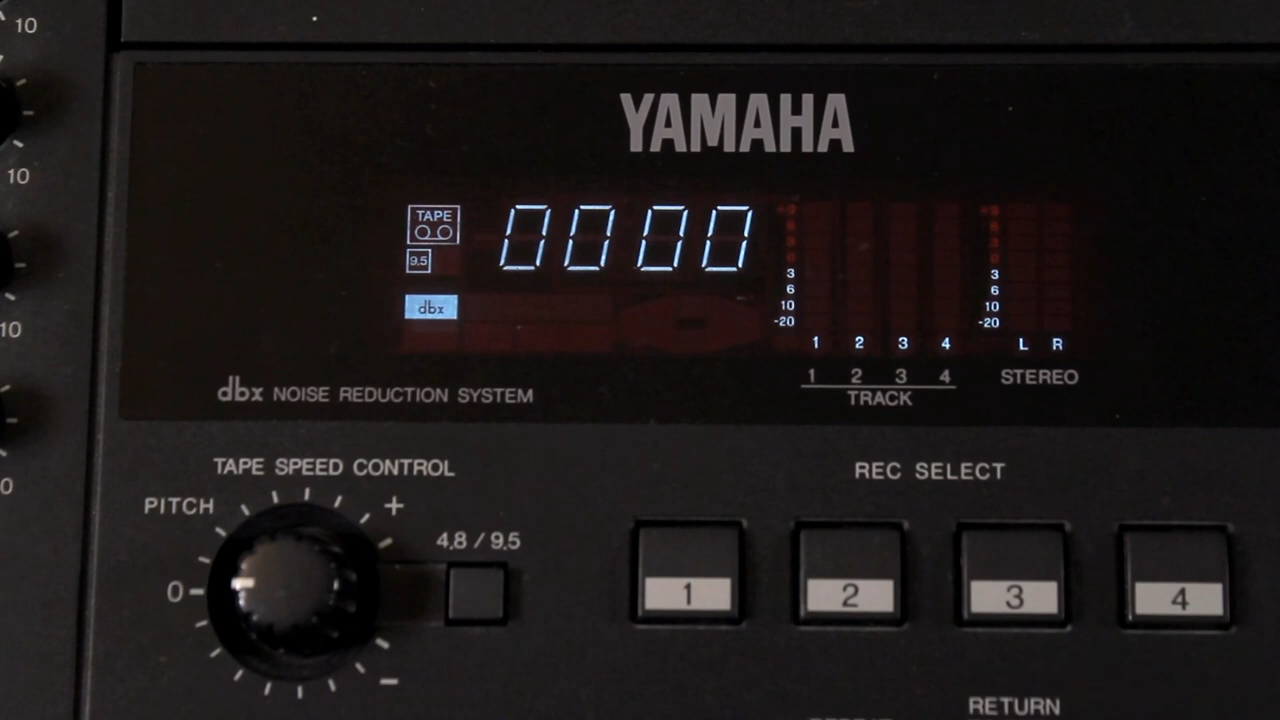 10
10
10
0
YAMAHA
TAPE
9.5
dbx
0000
3
6
10
-20
1 2 3 4
3
6
10
-20
L R
1 2 3 4
TRACK
STEREO
dbx NOISE REDUCTION SYSTEM
TAPE SPEED CONTROL
PITCH
+
0
−
4.8 / 9.5
REC SELECT
1 2 3 4
RETURN